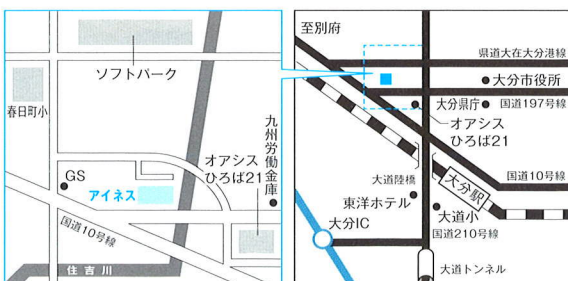 ソフトパーク
春日町小
九州労働金庫
オアシス
ひろば21
GS
アイネス
国道10号線
住吉川
至別府
県道大在大分港線
大分市役所
大分県庁
国道197号線
オアシス
ひろば21
国道10号線
大道陸橋
大分駅
東洋ホテル
大道小
大分IC
国道210号線
大道トンネル